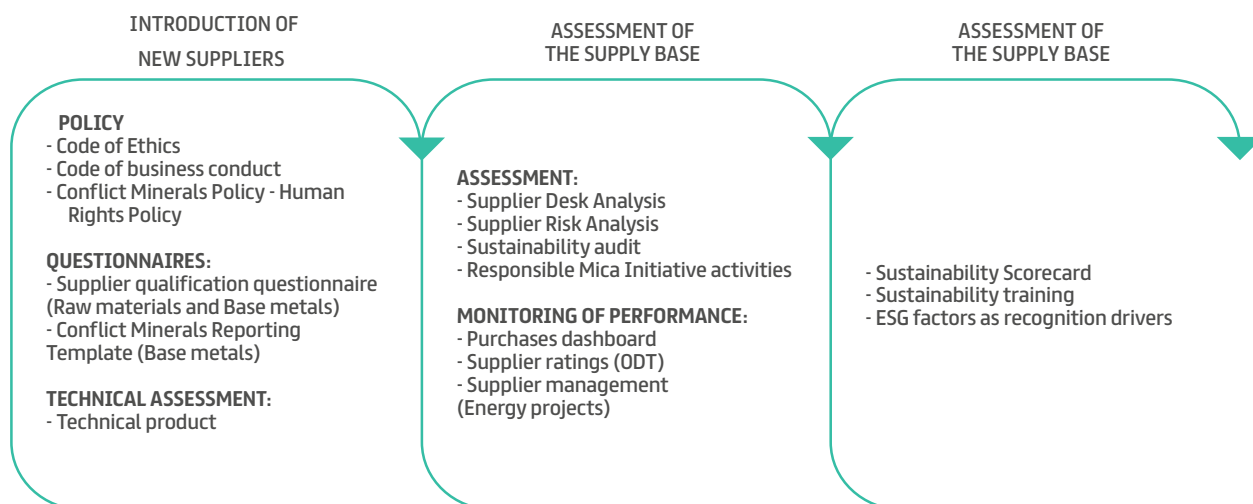 INTRODUCTION OF
NEW SUPPLIERS
POLICY
- Code of Ethics
- Code of business conduct
- Conflict Minerals Policy - Human
Rights Policy
QUESTIONNAIRES:
- Supplier qualification questionnaire
(Raw materials and Base metals)
- Conflict Minerals Reporting
Template (Base metals)
TECHNICAL ASSESSMENT:
- Technical product
ASSESSMENT OF
THE SUPPLY BASE
ASSESSMENT:
- Supplier Desk Analysis
- Supplier Risk Analysis
- Sustainability audit
- Responsible Mica Initiative activities
MONITORING OF PERFORMANCE:
- Purchases dashboard
- Supplier ratings (ODT)
- Supplier management
(Energy projects)
ASSESSMENT OF
THE SUPPLY BASE
- Sustainability Scorecard
- Sustainability training
- ESG factors as recognition drivers